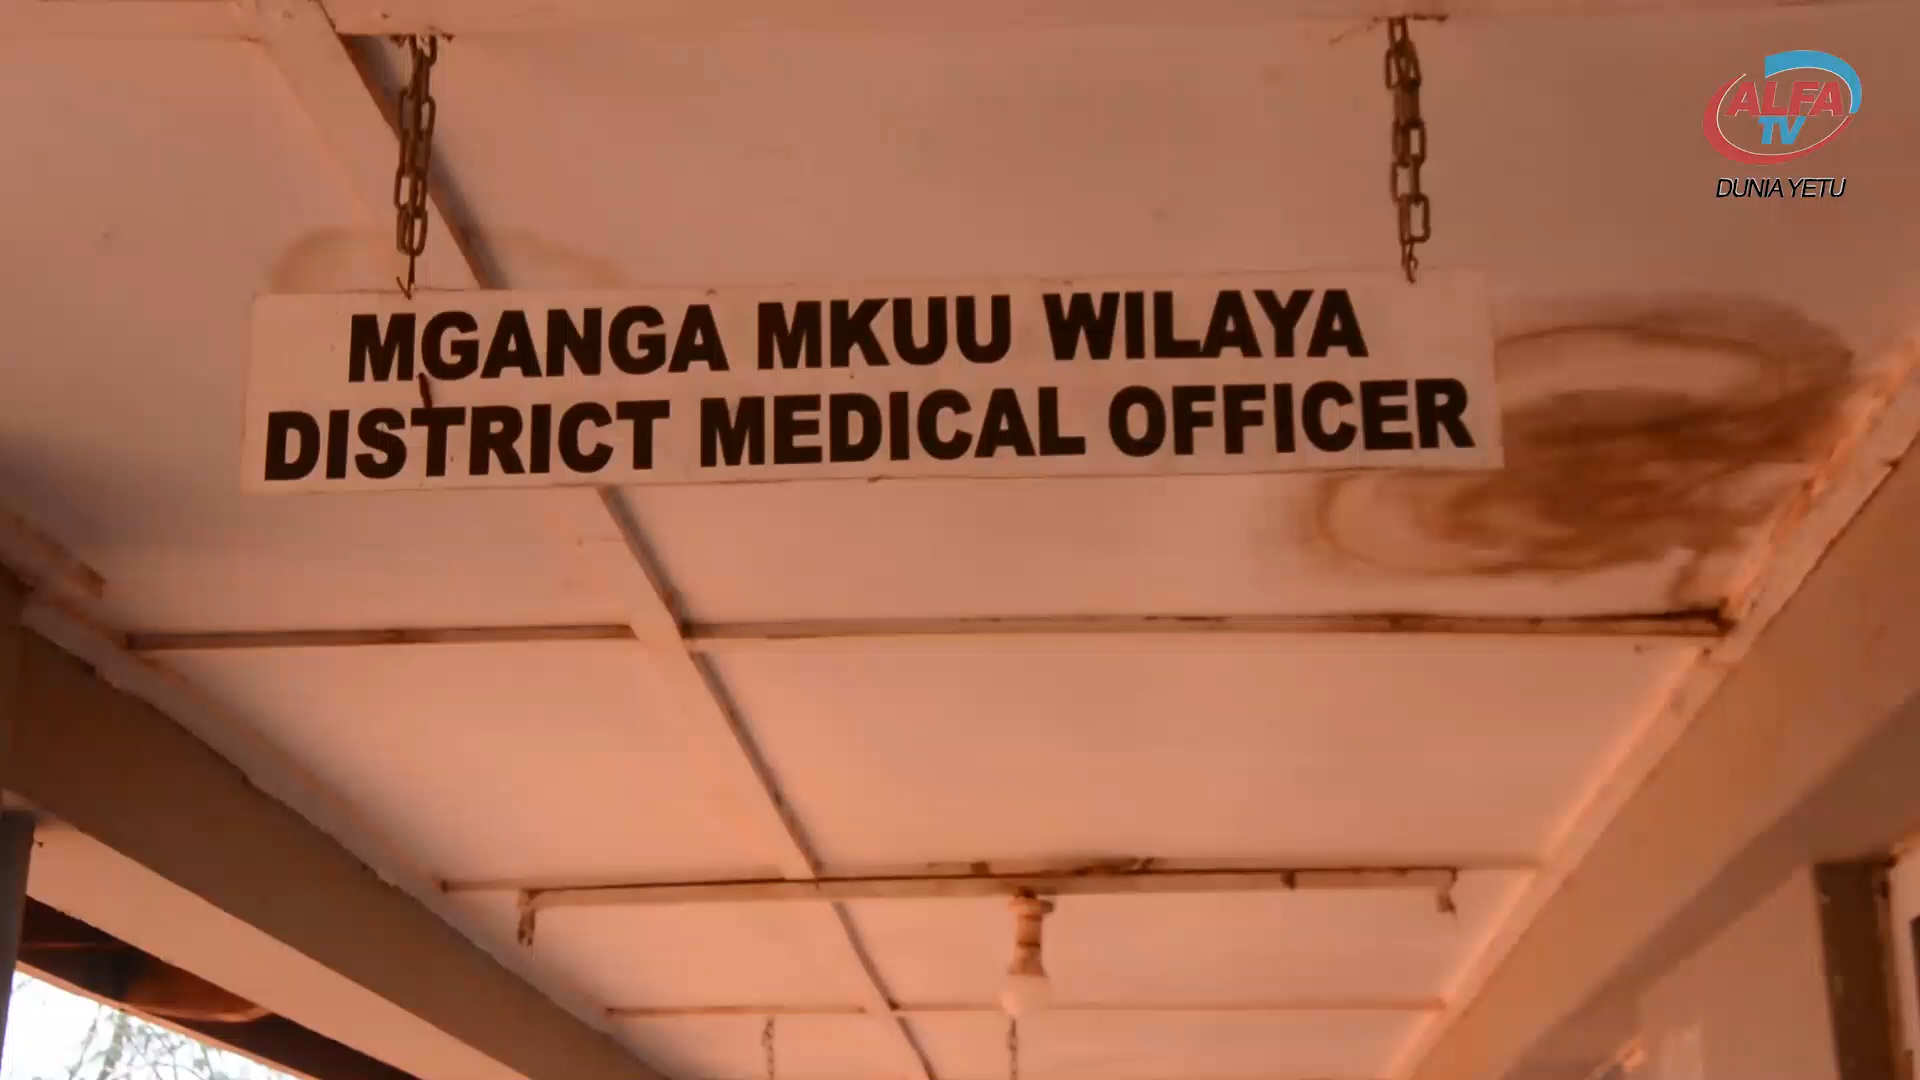 ALFA
TV
DUNIA YETU
MGANGA MKUU WILAYA
DISTRICT MEDICAL OFFICER